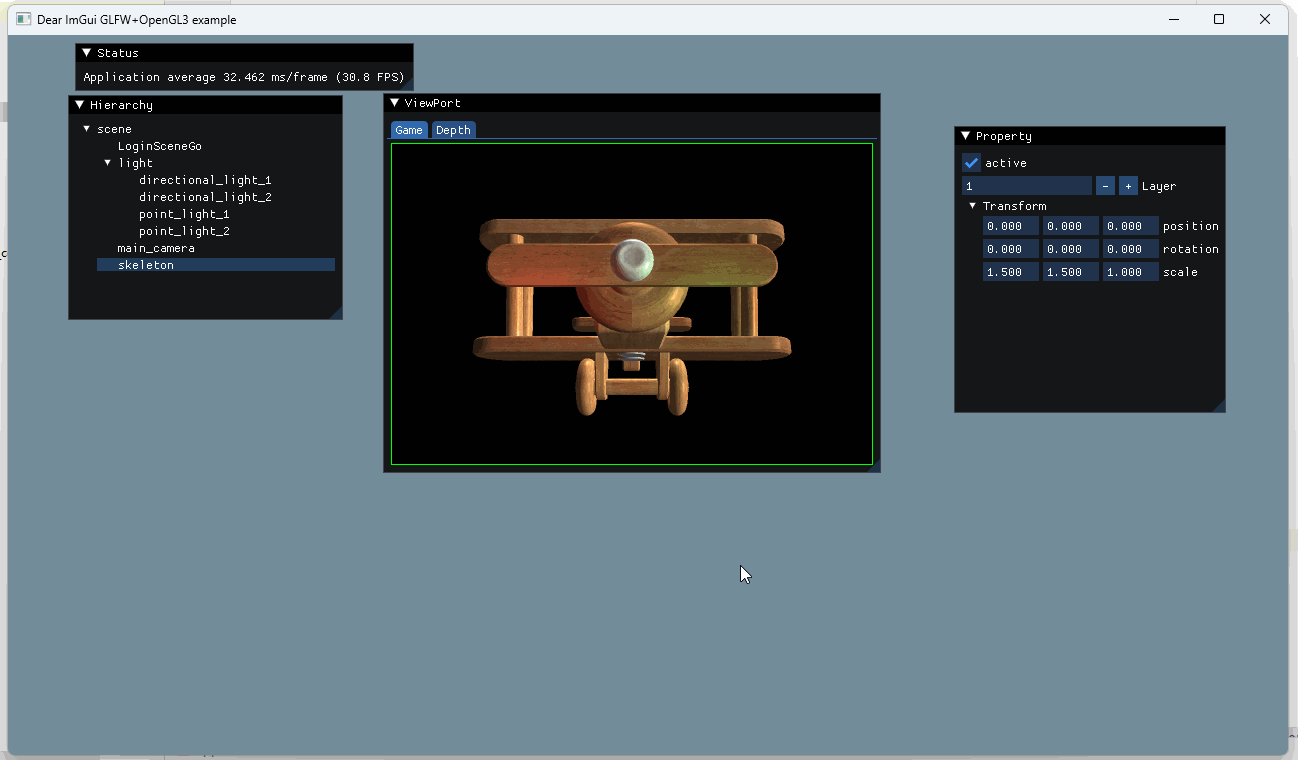 Dear ImGui GLFW+OpenGL3 example
Status
Application average 32.462 ms/frame (30.8 FPS)
Hierarchy
scene
LoginSceneGo
light
directional_light_1
directional_light_2
point_light_1
point_light_2
main_camera
skeleton
ViewPort
Game Depth
Property
active
1 - + Layer
Transform
0.000 0.000 0.000 position
0.000 0.000 0.000 rotation
1.500 1.500 1.000 scale